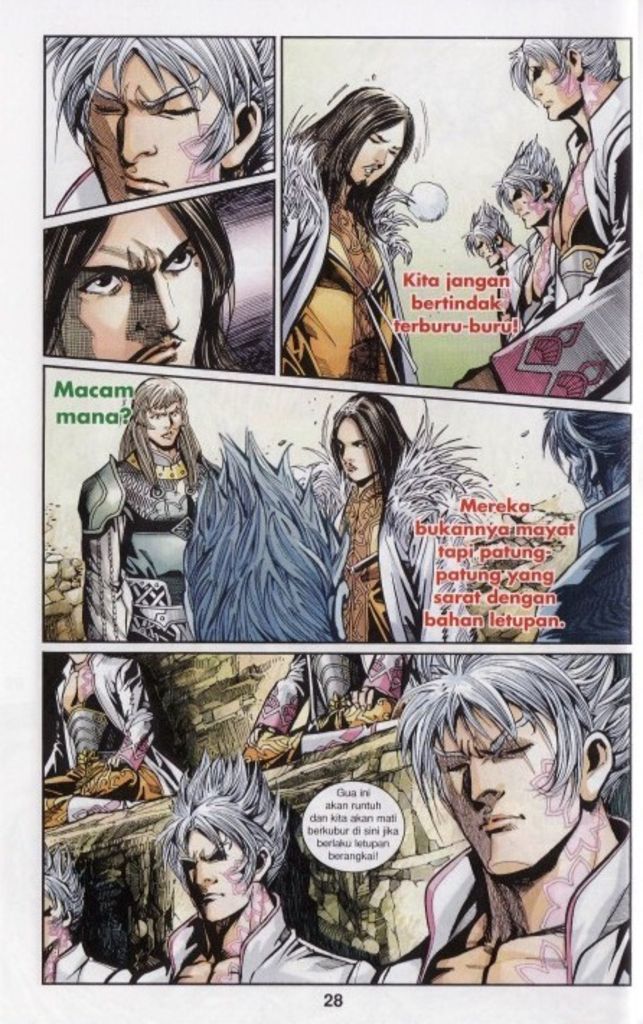 Kita jangan
bertindak
terburu-buru!
Macam
mana?
Mereka
bukannya mayat
tapi patung-
patung yang
sarat dengan
bahan letupan.
Gua ini
akan runtuh
dan kita akan mati
berkubur di sini jika
berlaku letupan
berangkai!
28